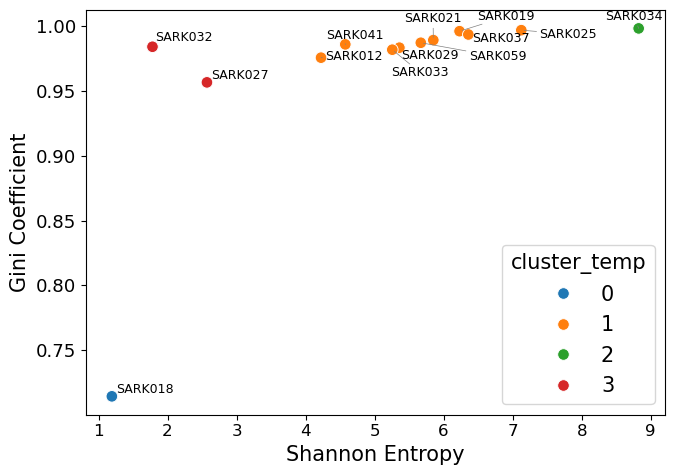 SARK034
SARK019
SARK021
SARK025
SARK032
SARK041
SARK037
SARK012
SARK029
SARK059
SARK033
SARK027
SARK018
1.00
0.95
0.90
0.85
0.80
0.75
Gini Coefficient
cluster_temp
0
1
2
3
1 2 3 4 5 6 7 8 9
Shannon Entropy